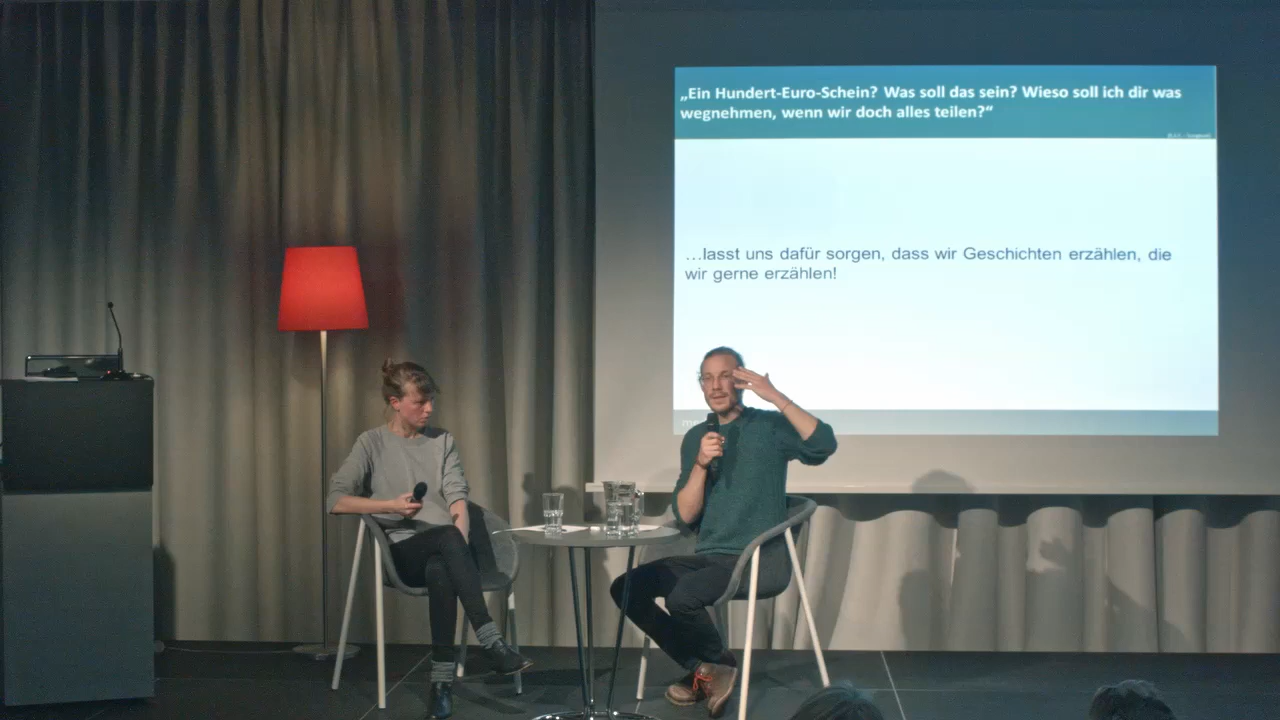 „Ein Hundert-Euro-Schein? Was soll das sein? Wieso soll ich dir was
wegnehmen, wenn wir doch alles teilen?“
...lasst uns dafür sorgen, dass wir Geschichten erzählen, die
wir gerne erzählen!